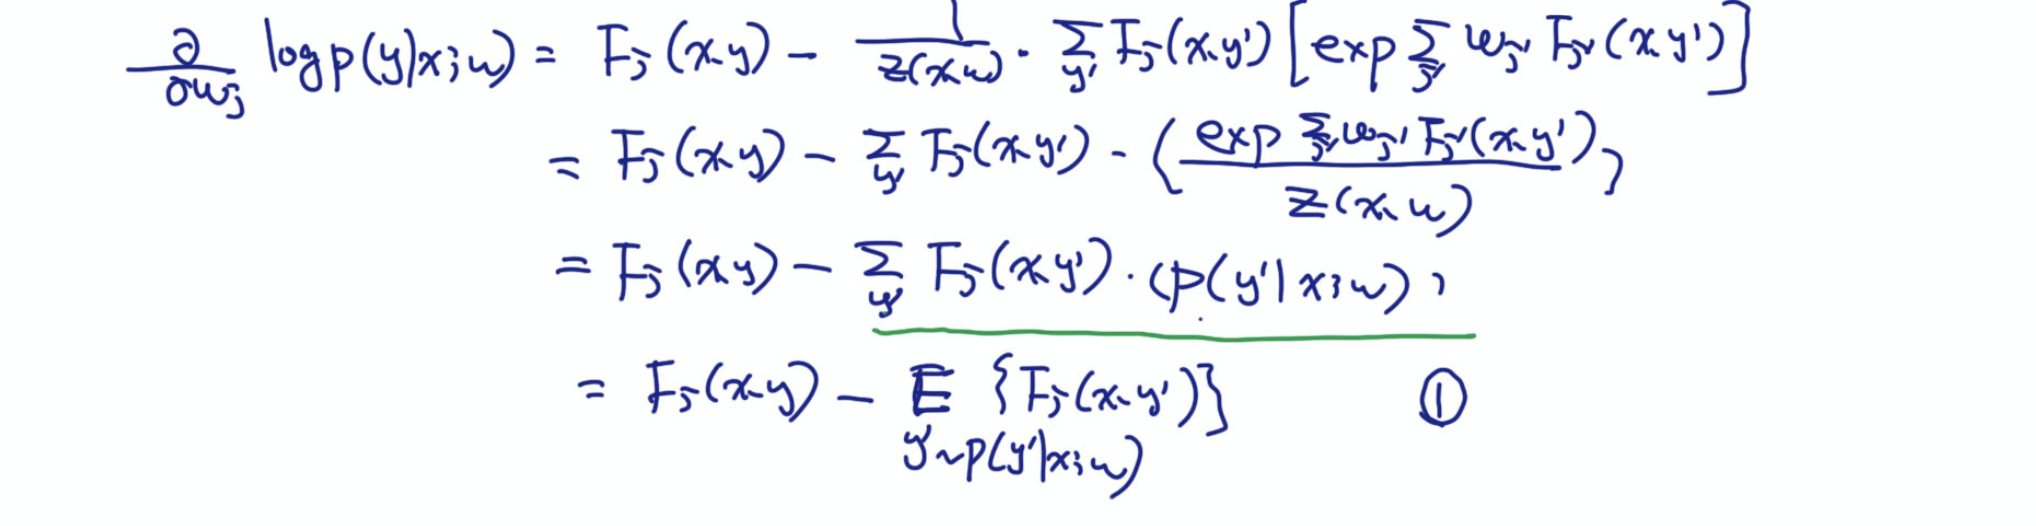 ∂/∂w_j log p(y|x;w) = F_j(x,y) - 1/z(x,w) · Σ_{y'} F_j(x,y') [exp Σ_{j'} w_{j'} F_{j'}(x,y')]
= F_j(x,y) - Σ_{y'} F_j(x,y') · (exp Σ_{j'} w_{j'} F_{j'}(x,y') / z(x,w))
= F_j(x,y) - Σ_{y'} F_j(x,y') · (p(y'|x;w))
= F_j(x,y) - E_{y'~p(y'|x;w)} {F_j(x,y')} ①